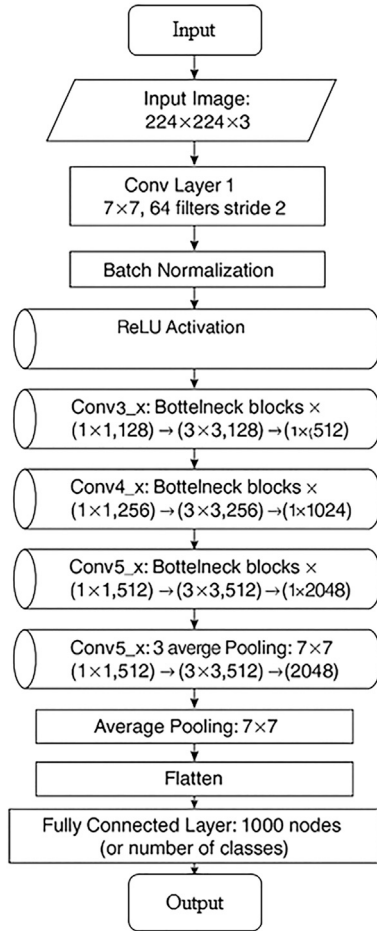 Input
Input Image:
224×224×3
Conv Layer 1
7×7, 64 filters stride 2
Batch Normalization
ReLU Activation
Conv3_x: Bottelneck blocks ×
(1×1,128)→(3×3,128)→(1×(512)
Conv4_x: Bottelneck blocks ×
(1×1,256)→(3×3,256)→(1×1024)
Conv5_x: Bottelneck blocks ×
(1×1,512)→(3×3,512)→(1×2048)
Conv5_x: 3 averge Pooling: 7×7
(1×1,512)→(3×3,512)→(2048)
Average Pooling: 7×7
Flatten
Fully Connected Layer: 1000 nodes
(or number of classes)
Output